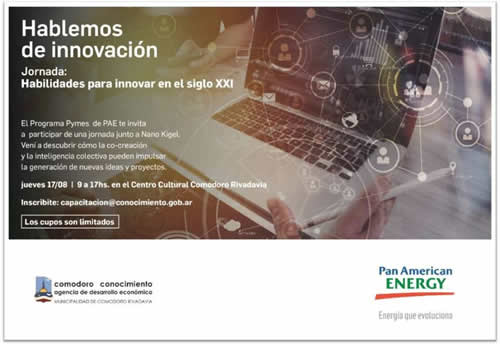 Hablemos
de innovación
Jornada:
Habilidades para innovar en el siglo XXI
El Programa Pymes de PAE te invita
a participar de una jornada junto a Nano Kigel.
Vení a descubrir cómo la co-creación
y la inteligencia colectiva pueden impulsar
la generación de nuevas ideas y proyectos.
jueves 17/08 | 9 a 17hs. en el Centro Cultural Comodoro Rivadavia
Inscribite: capacitacion@conocimiento.gob.ar
Los cupos son limitados
comodoro conocimiento
agencia de desarrollo económico
MUNICIPALIDAD DE COMODORO RIVADAVIA
Pan American
ENERGY
Energía que evoluciona